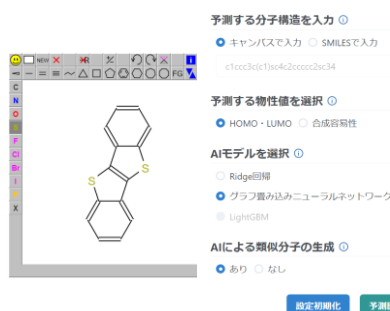 予測する分子構造を入力
キャンバスで入力 SMILESで入力
c1ccc3c(c1)sc4c2ccccc2sc34
予測する物性値を選択
HOMO・LUMO 合成容易性
AIモデルを選択
Ridge回帰
グラフ畳み込みニューラルネットワーク
LightGBM
AIによる類似分子の生成
あり なし
設定初期化 予測
NEW
FG
C
N
O
F
Cl
Br
I
X
S
S